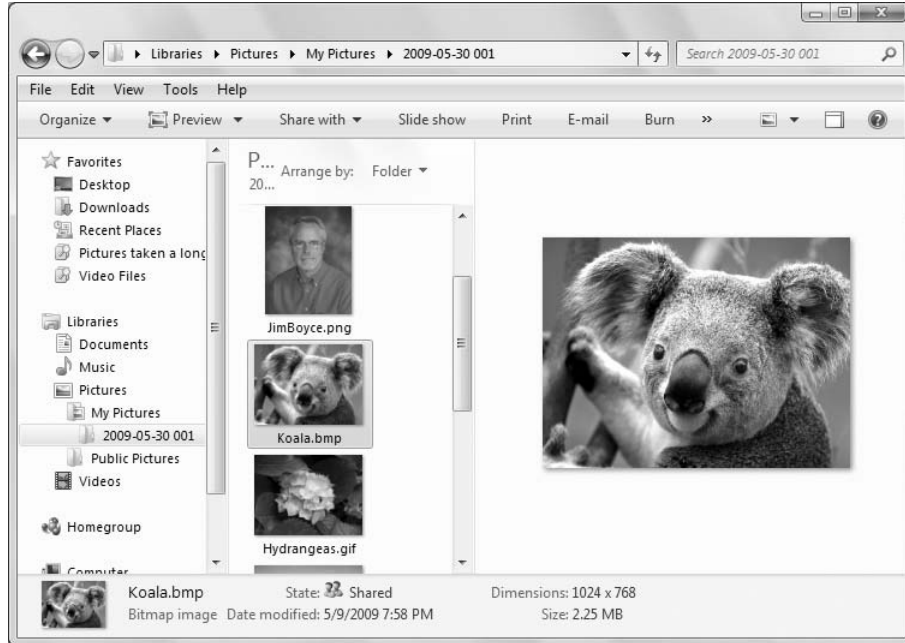 Libraries ▸ Pictures ▸ My Pictures ▸ 2009-05-30 001
Search 2009-05-30 001
File Edit View Tools Help
Organize Preview Share with Slide show Print E-mail Burn »
Favorites
Desktop
Downloads
Recent Places
Pictures taken a long
Video Files
Libraries
Documents
Music
Pictures
My Pictures
2009-05-30 001
Public Pictures
Videos
Homegroup
Computer
P...
20...
Arrange by: Folder
JimBoyce.png
Koala.bmp
Hydrangeas.gif
Koala.bmp State: Shared Dimensions: 1024 x 768
Bitmap image Date modified: 5/9/2009 7:58 PM Size: 2.25 MB